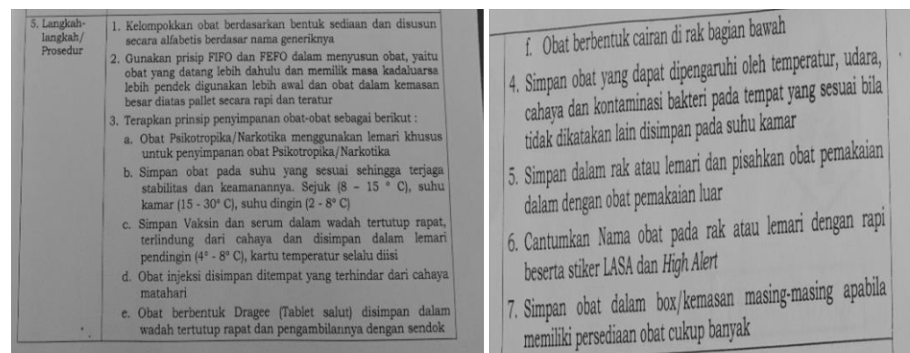 5. Langkah-
langkah/
Prosedur
1. Kelompokkan obat berdasarkan bentuk sediaan dan disusun
secara alfabetis berdasar nama generiknya
2. Gunakan prisip FIFO dan FEFO dalam menyusun obat, yaitu
obat yang datang lebih dahulu dan memilik masa kadaluarsa
lebih pendek digunakan lebih awal dan obat dalam kemasan
besar diatas pallet secara rapi dan teratur
3. Terapkan prinsip penyimpanan obat-obat sebagai berikut :
a. Obat Psikotropika/Narkotika menggunakan lemari khusus
untuk penyimpanan obat Psikotropika/Narkotika
b. Simpan obat pada suhu yang sesuai sehingga terjaga
stabilitas dan keamanannya. Sejuk (8 - 15 ° C), suhu
kamar (15 - 30° C), suhu dingin (2 - 8° C)
c. Simpan Vaksin dan serum dalam wadah tertutup rapat,
terlindung dari cahaya dan disimpan dalam lemari
pendingin (4° - 8° C), kartu temperatur selalu diisi
d. Obat injeksi disimpan ditempat yang terhindar dari cahaya
matahari
e. Obat berbentuk Dragee (Tablet salut) disimpan dalam
wadah tertutup rapat dan pengambilannya dengan sendok
f. Obat berbentuk cairan di rak bagian bawah
4. Simpan obat yang dapat dipengaruhi oleh temperatur, udara,
cahaya dan kontaminasi bakteri pada tempat yang sesuai bila
tidak dikatakan lain disimpan pada suhu kamar
5. Simpan dalam rak atau lemari dan pisahkan obat pemakaian
dalam dengan obat pemakaian luar
6. Cantumkan Nama obat pada rak atau lemari dengan rapi
beserta stiker LASA dan High Alert
7. Simpan obat dalam box/kemasan masing-masing apabila
memiliki persediaan obat cukup banyak